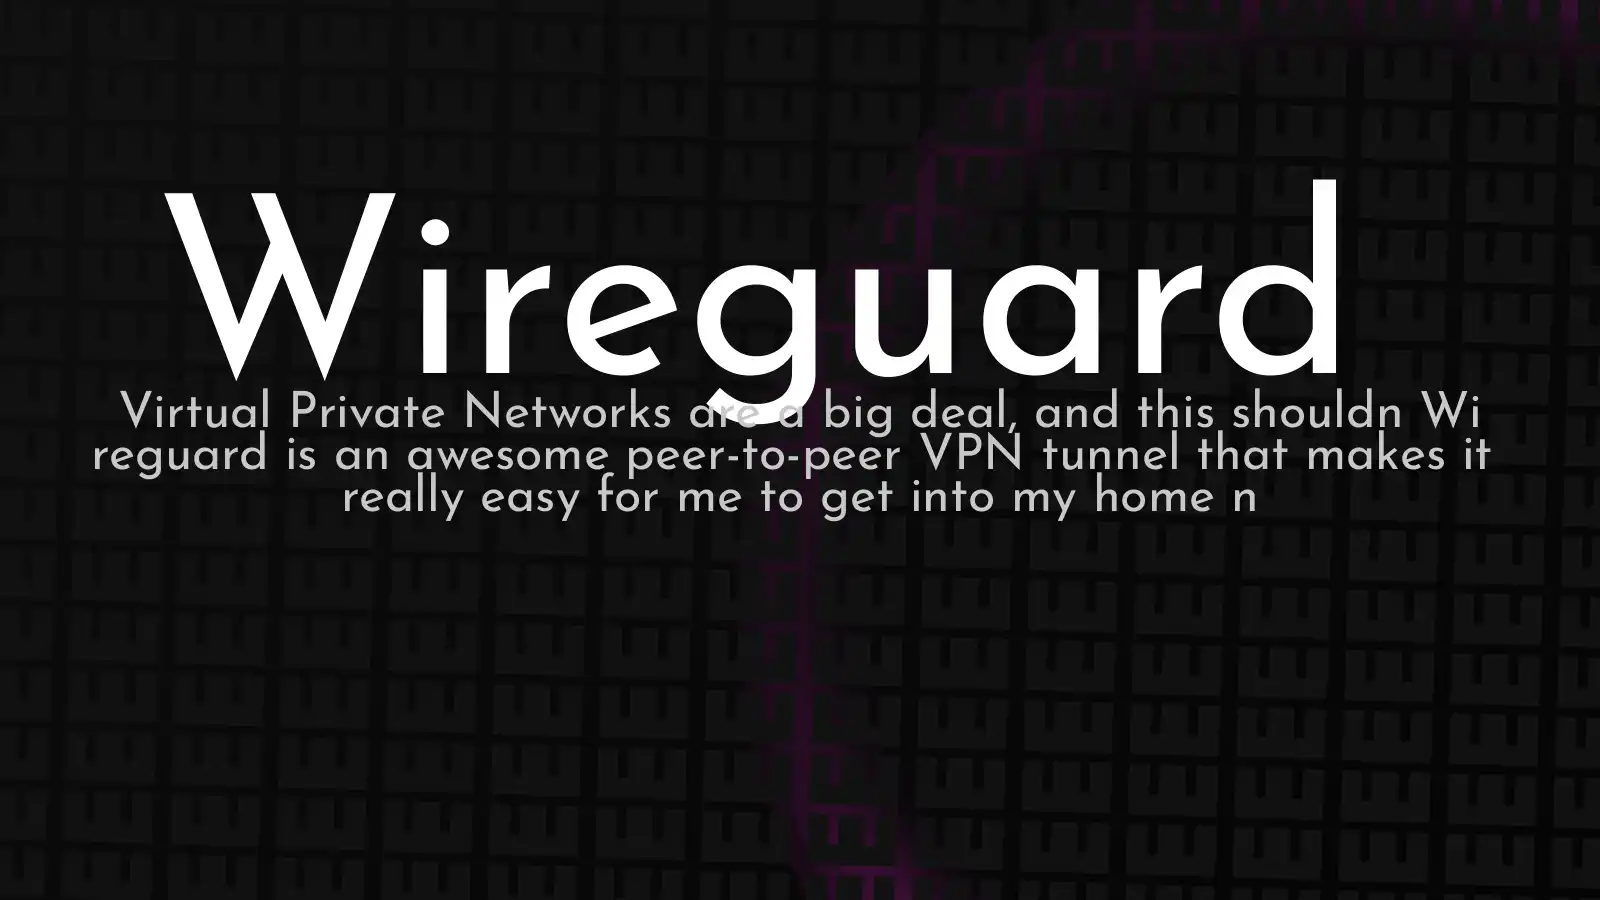 Wireguard
Virtual Private Networks are a big deal, and this shouldn Wi
reguard is an awesome peer-to-peer VPN tunnel that makes it
really easy for me to get into my home n